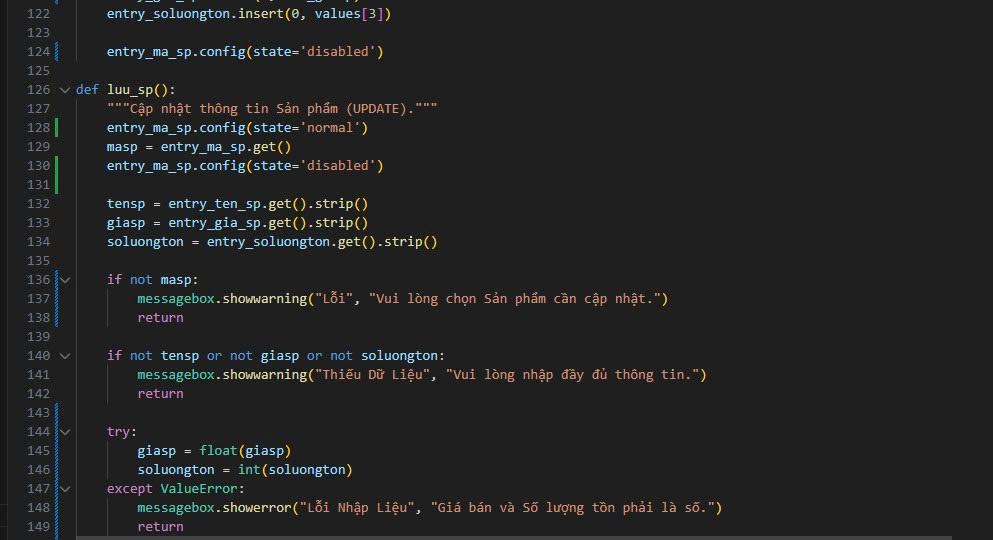 122 entry_soluongton.insert(0, values[3])
123
124 entry_ma_sp.config(state='disabled')
125
126 def luu_sp():
127 """Cập nhật thông tin Sản phẩm (UPDATE)."""
128 entry_ma_sp.config(state='normal')
129 masp = entry_ma_sp.get()
130 entry_ma_sp.config(state='disabled')
131
132 tensp = entry_ten_sp.get().strip()
133 giasp = entry_gia_sp.get().strip()
134 soluongton = entry_soluongton.get().strip()
135
136 if not masp:
137 messagebox.showwarning("Lỗi", "Vui lòng chọn Sản phẩm cần cập nhật.")
138 return
139
140 if not tensp or not giasp or not soluongton:
141 messagebox.showwarning("Thiếu Dữ Liệu", "Vui lòng nhập đầy đủ thông tin.")
142 return
143
144 try:
145 giasp = float(giasp)
146 soluongton = int(soluongton)
147 except ValueError:
148 messagebox.showerror("Lỗi Nhập Liệu", "Giá bán và Số lượng tồn phải là số.")
149 return